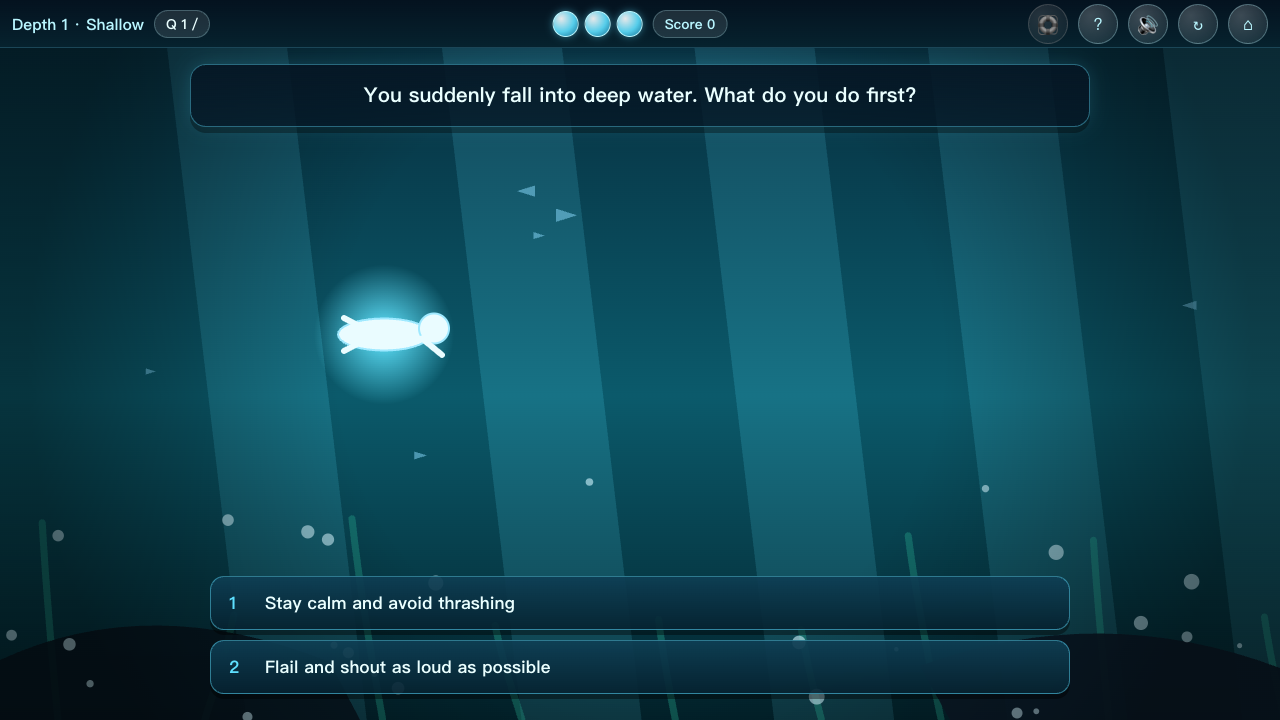 Depth 1 · Shallow
Q 1 /
Score 0
?
↻
⌂
You suddenly fall into deep water. What do you do first?
1 Stay calm and avoid thrashing
2 Flail and shout as loud as possible